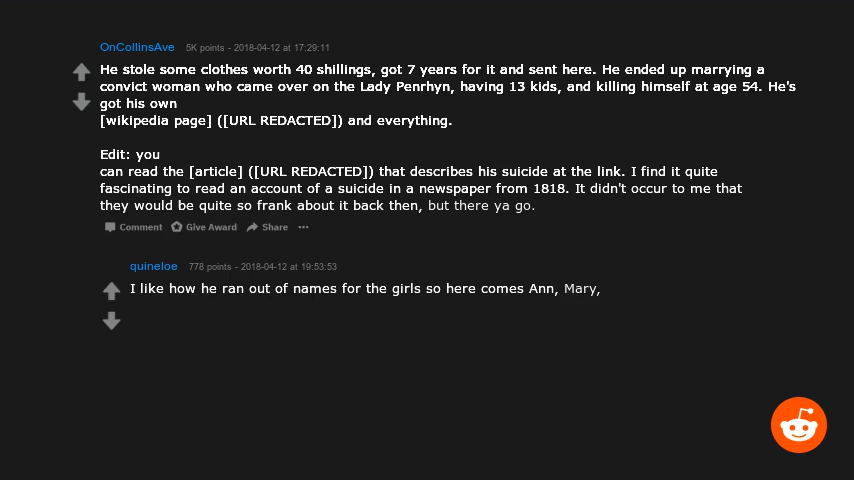 OnCollinsAve 5K points - 2018-04-12 at 17:29:11
He stole some clothes worth 40 shillings, got 7 years for it and sent here. He ended up marrying a
convict woman who came over on the Lady Penrhyn, having 13 kids, and killing himself at age 54. He's
got his own
[wikipedia page] ([URL REDACTED]) and everything.
Edit: you
can read the [article] ([URL REDACTED]) that describes his suicide at the link. I find it quite
fascinating to read an account of a suicide in a newspaper from 1818. It didn't occur to me that
they would be quite so frank about it back then, but there ya go.
Comment Give Award Share
quineloe 778 points - 2018-04-12 at 19:53:53
I like how he ran out of names for the girls so here comes Ann, Mary,